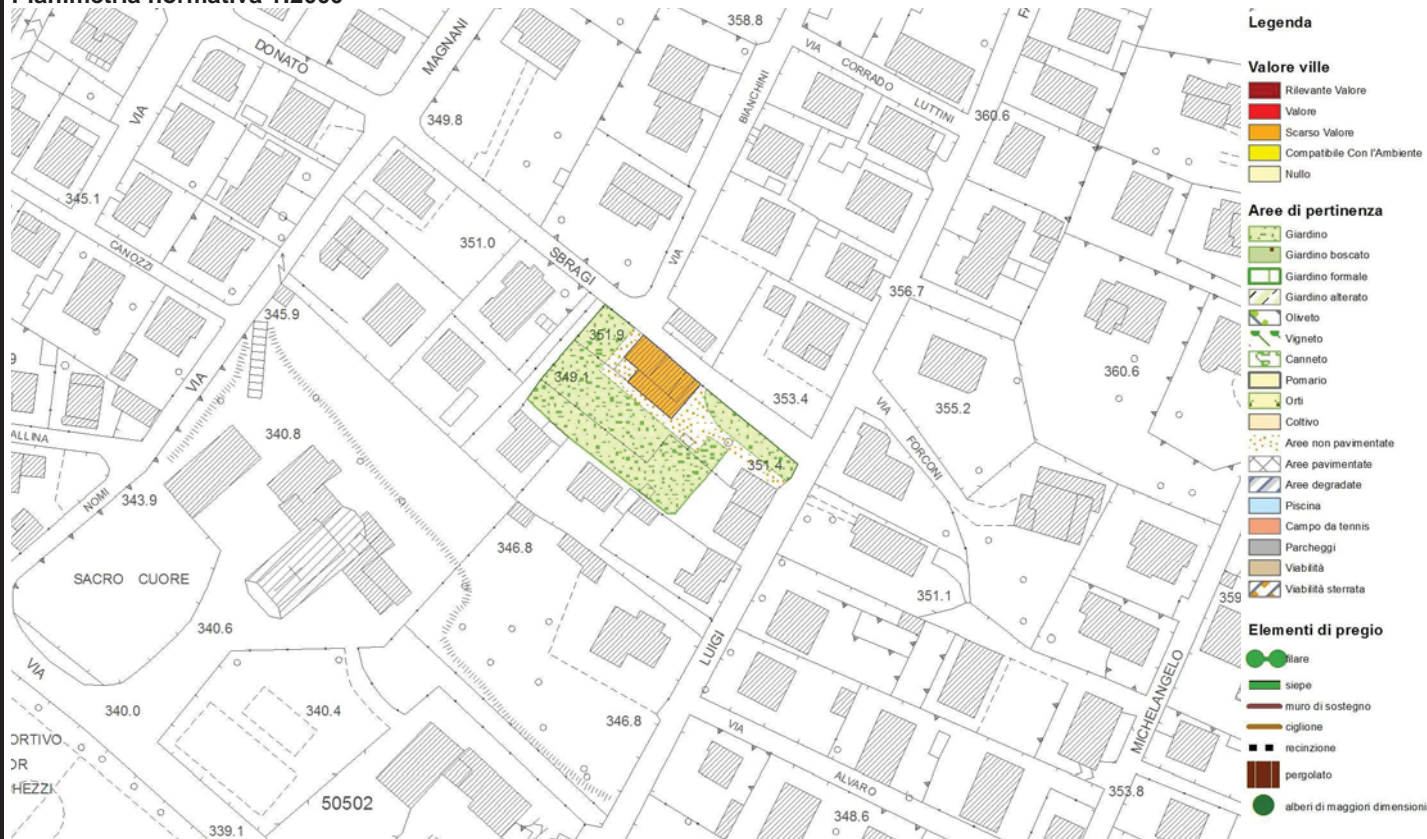 Planimetria normativa 1:2000
DONATO
MAGNANI
358.8
VIA
CORRADO
LUTTINI
BIANCHINI
360.6
VIA
349.8
345.1
CANOZZI
351.0
SBRAGI
VIA
356.7
345.9
351.9
349.1
353.4
355.2
360.6
VIA
VIA
FORCONI
ALLINA
340.8
351.4
343.9
NOMI
346.8
SACRO CUORE
351.1
359
340.6
LUIGI
VIA
MICHELANGELO
340.0
340.4
346.8
VIA
ORTIVO
OR
HEZZI
ALVARO
353.8
50502
348.6
339.1
Legenda
Valore ville
Rilevante Valore
Valore
Scarso Valore
Compatibile Con l'Ambiente
Nullo
Aree di pertinenza
Giardino
Giardino boscato
Giardino formale
Giardino alterato
Oliveto
Vigneto
Canneto
Pomario
Orti
Coltivo
Aree non pavimentate
Aree pavimentate
Aree degradate
Piscina
Campo da tennis
Parcheggi
Viabilità
Viabilità sterrata
Elementi di pregio
filare
siepe
muro di sostegno
ciglione
recinzione
pergolato
alberi di maggiori dimensioni